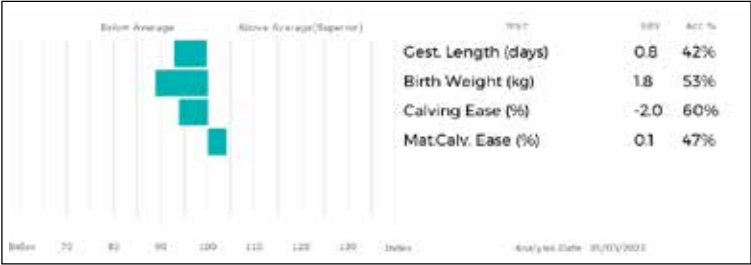 Below Average Above Average(Superior) TEST EBV Acc %
Gest. Length (days) 0.8 42%
Birth Weight (kg) 1.8 53%
Calving Ease (%) -2.0 60%
Mat.Calv. Ease (%) 0.1 47%
Below 70 80 90 100 110 120 130 Index Analysis Date: